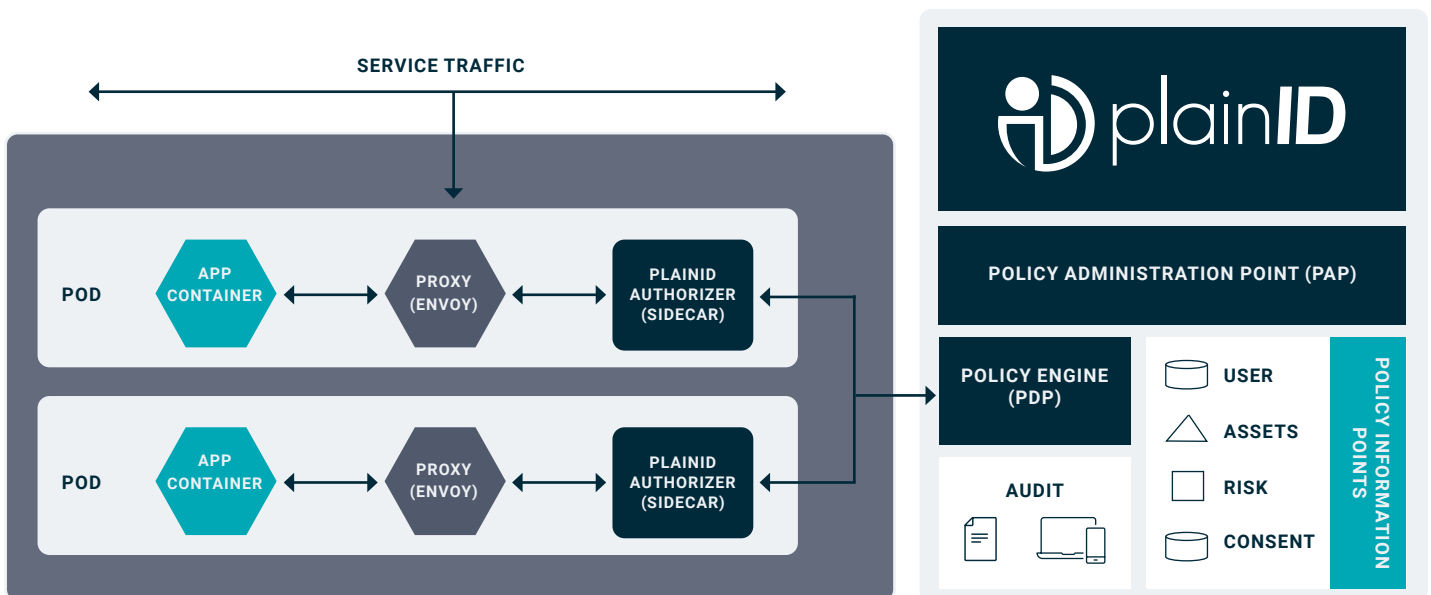 SERVICE TRAFFIC
POD
APP
CONTAINER
PROXY
(ENVOY)
PLAINID
AUTHORIZER
(SIDECAR)
POD
APP
CONTAINER
PROXY
(ENVOY)
PLAINID
AUTHORIZER
(SIDECAR)
plainID
POLICY ADMINISTRATION POINT (PAP)
POLICY ENGINE
(PDP)
AUDIT
USER
ASSETS
RISK
CONSENT
POLICY INFORMATION
POINTS